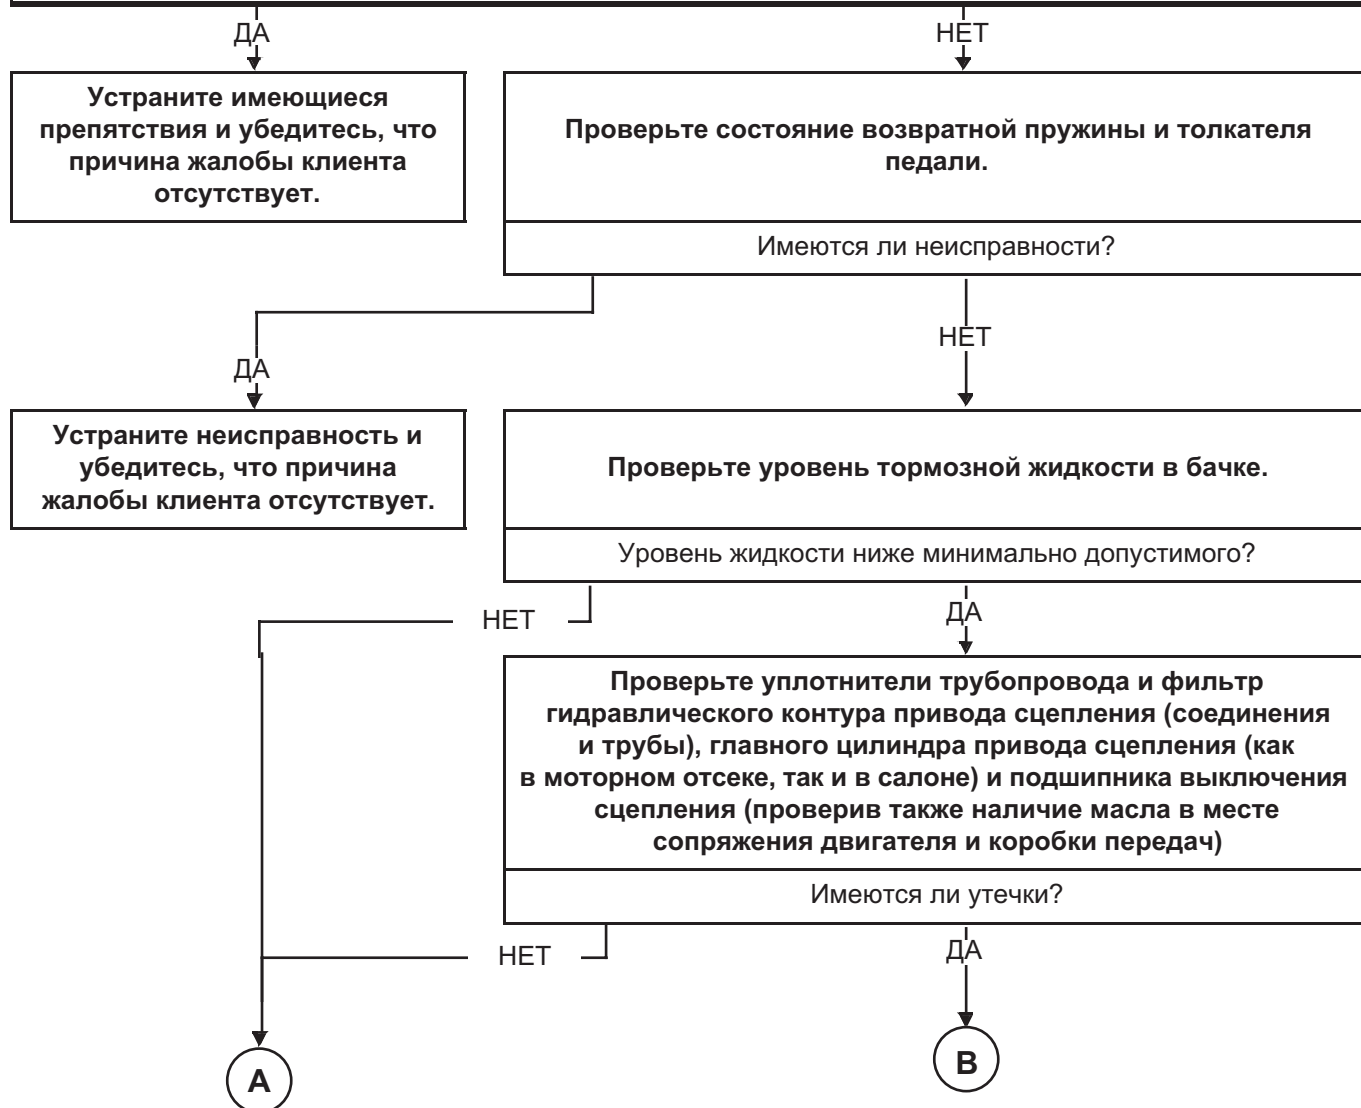 ДА
НЕТ
Устраните имеющиеся
препятствия и убедитесь, что
причина жалобы клиента
отсутствует.
Проверьте состояние возвратной пружины и толкателя
педали.
Имеются ли неисправности?
НЕТ
ДА
Устраните неисправность и
убедитесь, что причина
жалобы клиента отсутствует.
Проверьте уровень тормозной жидкости в бачке.
Уровень жидкости ниже минимально допустимого?
НЕТ
ДА
Проверьте уплотнители трубопровода и фильтр
гидравлического контура привода сцепления (соединения
и трубы), главного цилиндра привода сцепления (как
в моторном отсеке, так и в салоне) и подшипника выключения
сцепления (проверив также наличие масла в месте
сопряжения двигателя и коробки передач)
Имеются ли утечки?
НЕТ
ДА
A
B